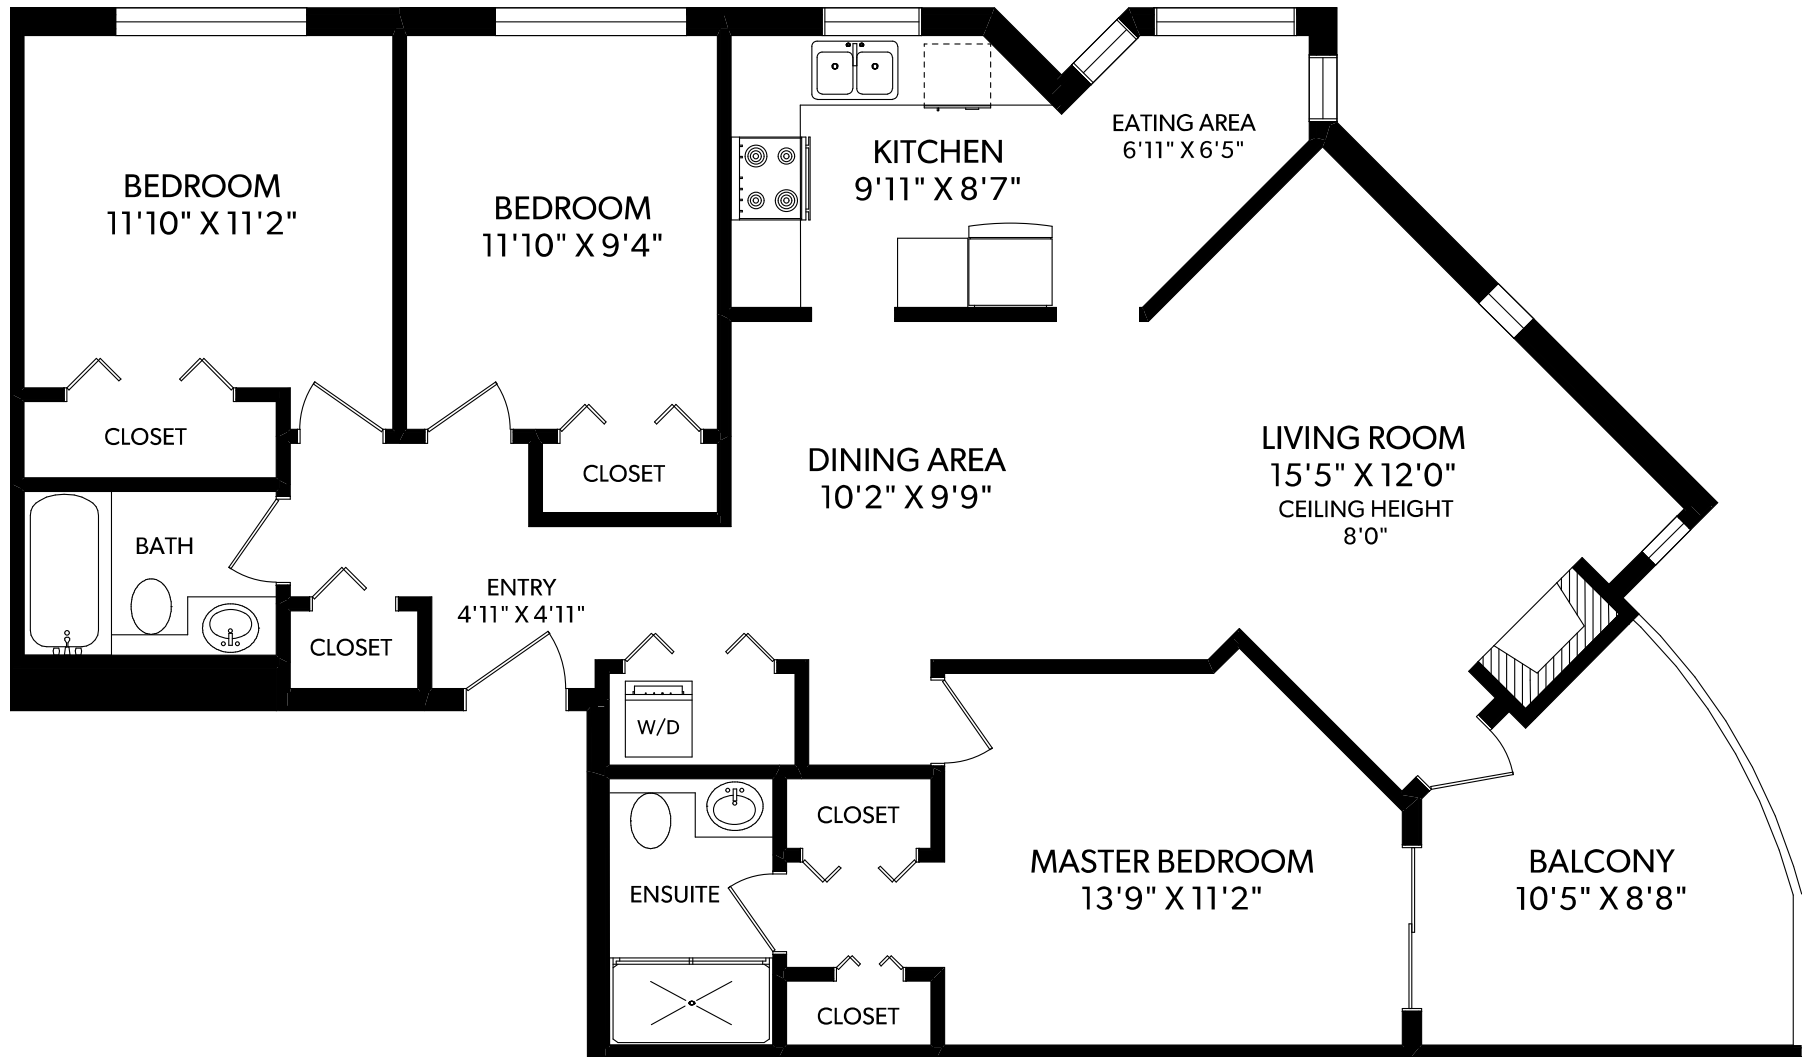 EATING AREA
6'11" X 6'5"
KITCHEN
9'11" X 8'7"
BEDROOM
11'10" X 11'2"
BEDROOM
11'10" X 9'4"
CLOSET
CLOSET
DINING AREA
10'2" X 9'9"
LIVING ROOM
15'5" X 12'0"
CEILING HEIGHT
8'0"
BATH
ENTRY
4'11" X 4'11"
CLOSET
W/D
CLOSET
ENSUITE
MASTER BEDROOM
13'9" X 11'2"
BALCONY
10'5" X 8'8"
CLOSET